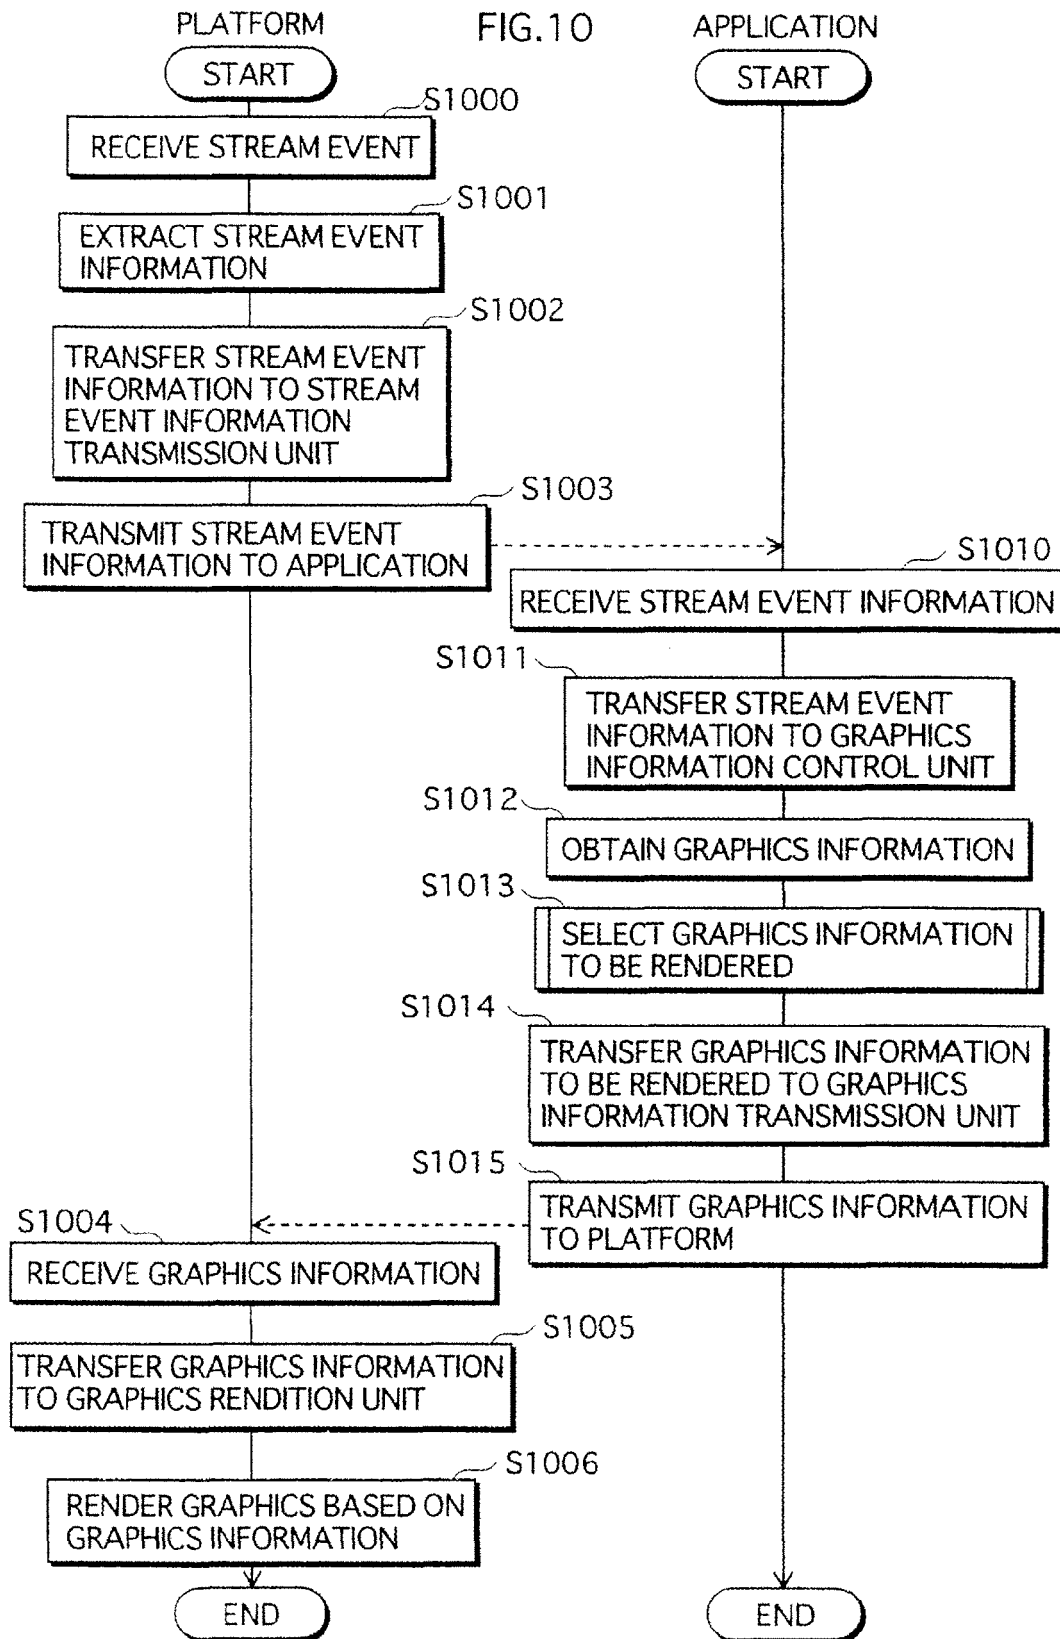 PLATFORM
FIG.10
APPLICATION
START
START
S1000
RECEIVE STREAM EVENT
S1001
EXTRACT STREAM EVENT
INFORMATION
S1002
TRANSFER STREAM EVENT
INFORMATION TO STREAM
EVENT INFORMATION
TRANSMISSION UNIT
S1003
TRANSMIT STREAM EVENT
INFORMATION TO APPLICATION
S1010
RECEIVE STREAM EVENT INFORMATION
S1011
TRANSFER STREAM EVENT
INFORMATION TO GRAPHICS
INFORMATION CONTROL UNIT
S1012
OBTAIN GRAPHICS INFORMATION
S1013
SELECT GRAPHICS INFORMATION
TO BE RENDERED
S1014
TRANSFER GRAPHICS INFORMATION
TO BE RENDERED TO GRAPHICS
INFORMATION TRANSMISSION UNIT
S1015
TRANSMIT GRAPHICS INFORMATION
TO PLATFORM
S1004
RECEIVE GRAPHICS INFORMATION
S1005
TRANSFER GRAPHICS INFORMATION
TO GRAPHICS RENDITION UNIT
S1006
RENDER GRAPHICS BASED ON
GRAPHICS INFORMATION
END
END